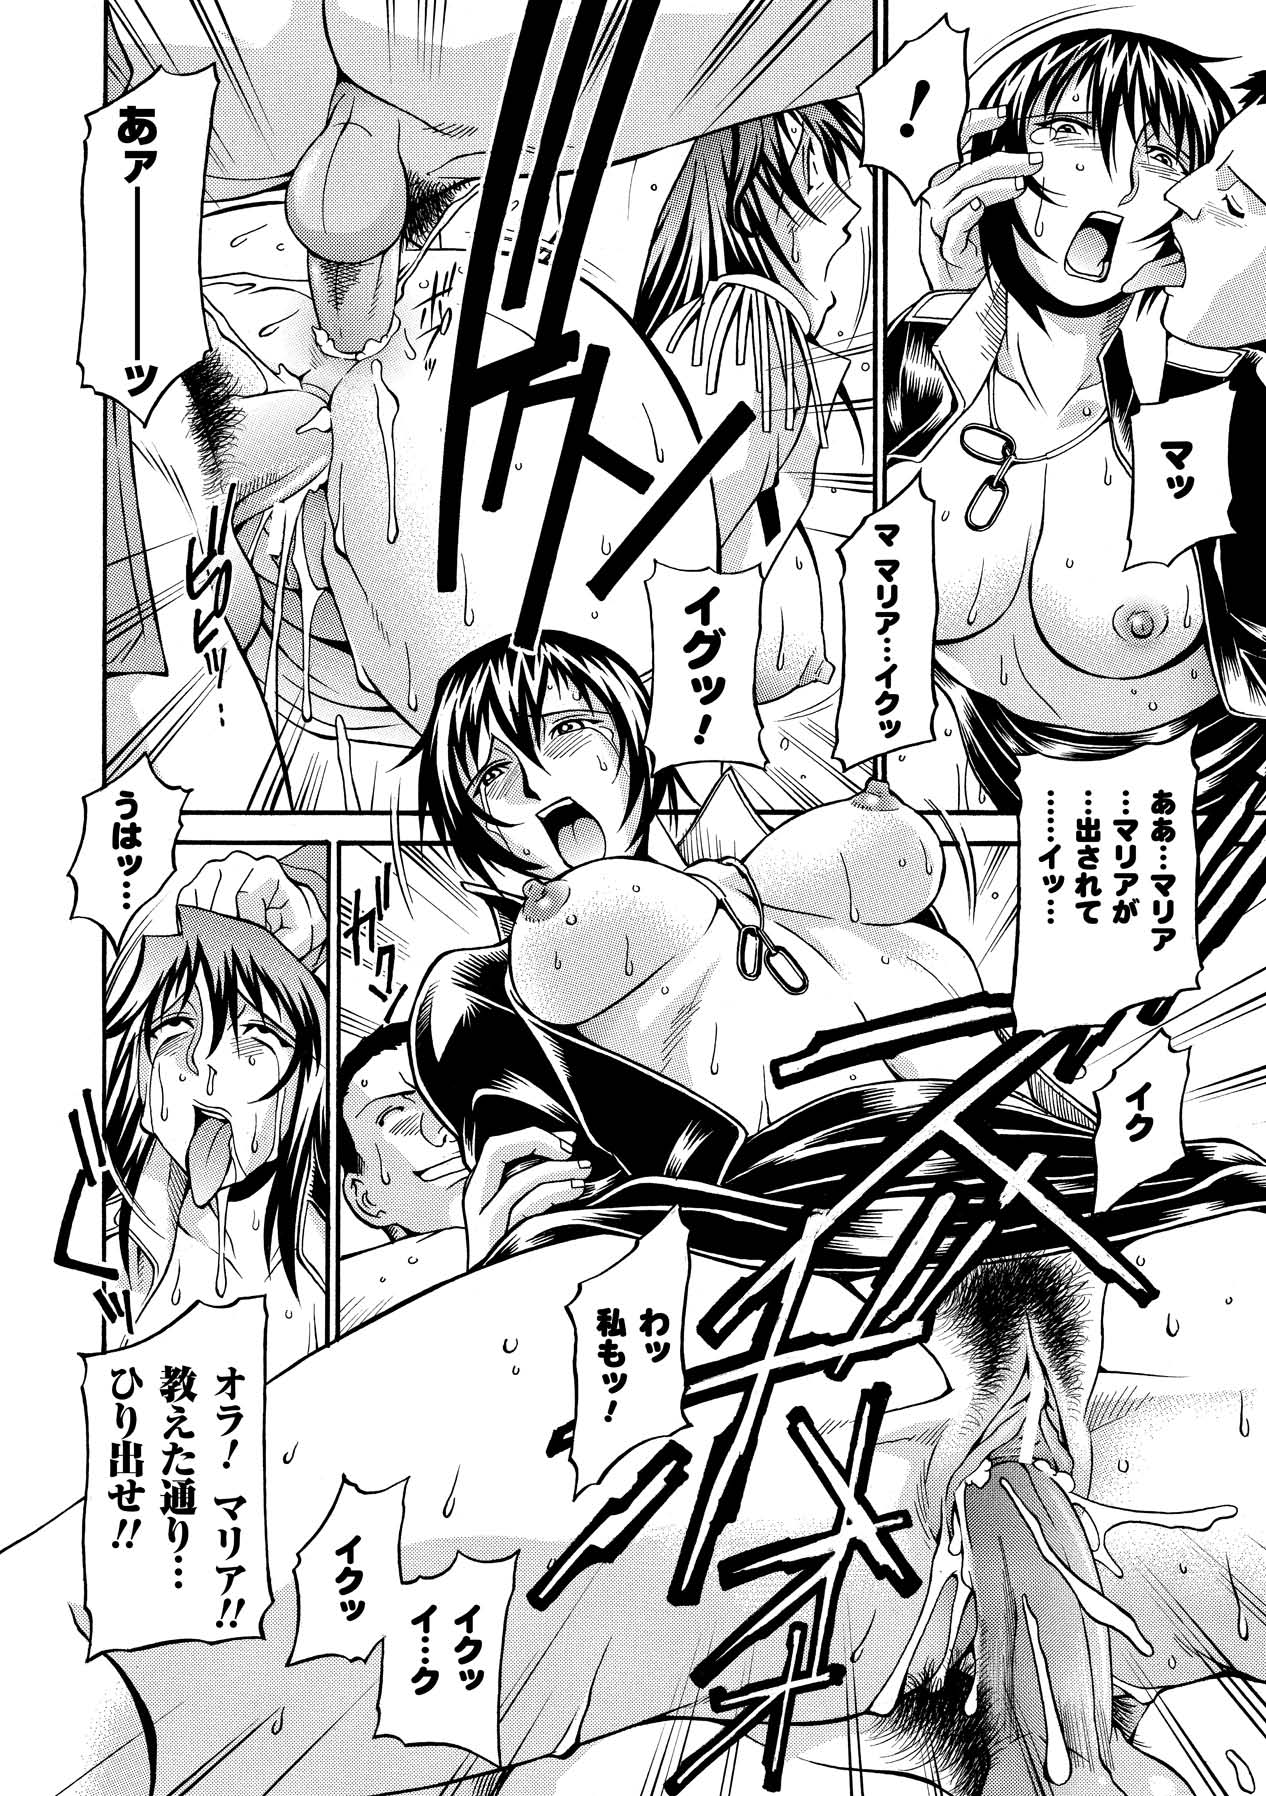 ！
マッ
マ マリア…イクッ
ああ…マリア
…マリアが
…出されて
……イッ…
イク
イグッ！
あァーーッ
わッ
私もッ！
うはッ…
オラ！ マリア!!
教えた通り…
ひり出せ!!
イクッ
イ…ク
イクッ